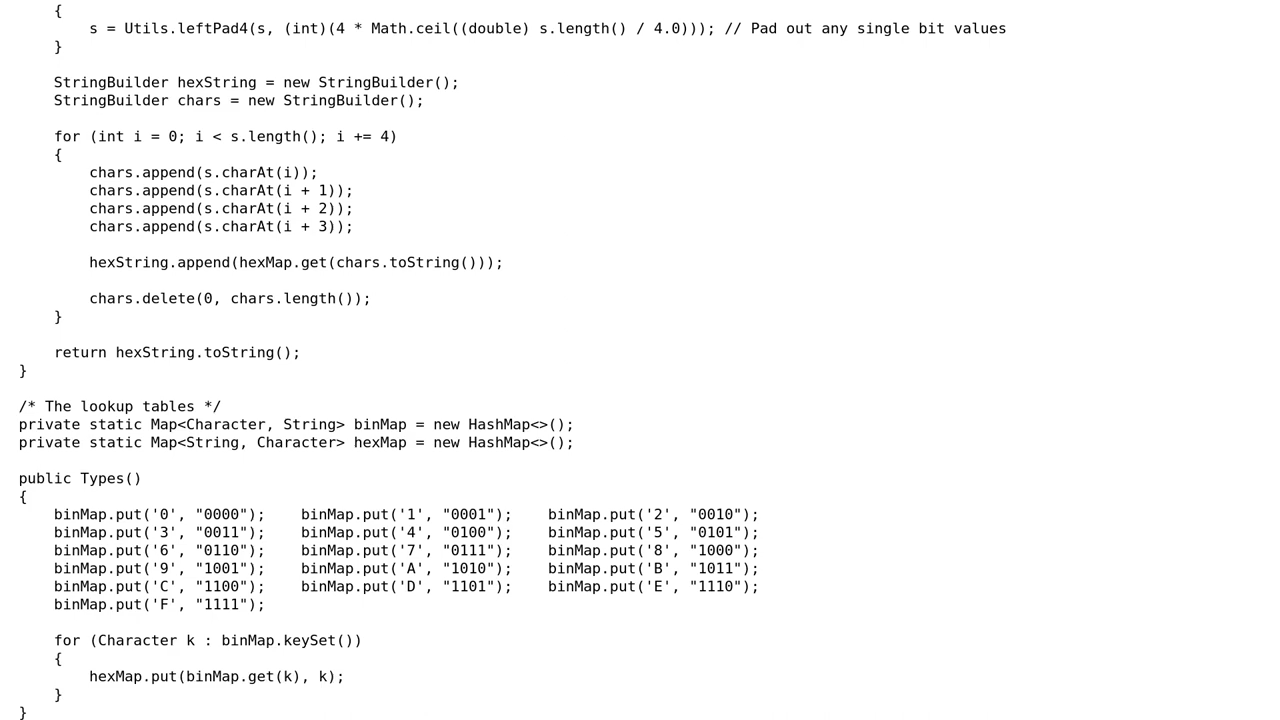 {
s = Utils.leftPad4(s, (int)(4 * Math.ceil((double) s.length() / 4.0))); // Pad out any single bit values
}
StringBuilder hexString = new StringBuilder();
StringBuilder chars = new StringBuilder();
for (int i = 0; i < s.length(); i += 4)
{
chars.append(s.charAt(i));
chars.append(s.charAt(i + 1));
chars.append(s.charAt(i + 2));
chars.append(s.charAt(i + 3));
hexString.append(hexMap.get(chars.toString()));
chars.delete(0, chars.length());
}
return hexString.toString();
}
/* The lookup tables */
private static Map<Character, String> binMap = new HashMap<>();
private static Map<String, Character> hexMap = new HashMap<>();
public Types()
{
binMap.put('0', "0000");    binMap.put('1', "0001");    binMap.put('2', "0010");
binMap.put('3', "0011");    binMap.put('4', "0100");    binMap.put('5', "0101");
binMap.put('6', "0110");    binMap.put('7', "0111");    binMap.put('8', "1000");
binMap.put('9', "1001");    binMap.put('A', "1010");    binMap.put('B', "1011");
binMap.put('C', "1100");    binMap.put('D', "1101");    binMap.put('E', "1110");
binMap.put('F', "1111");
for (Character k : binMap.keySet())
{
hexMap.put(binMap.get(k), k);
}
}